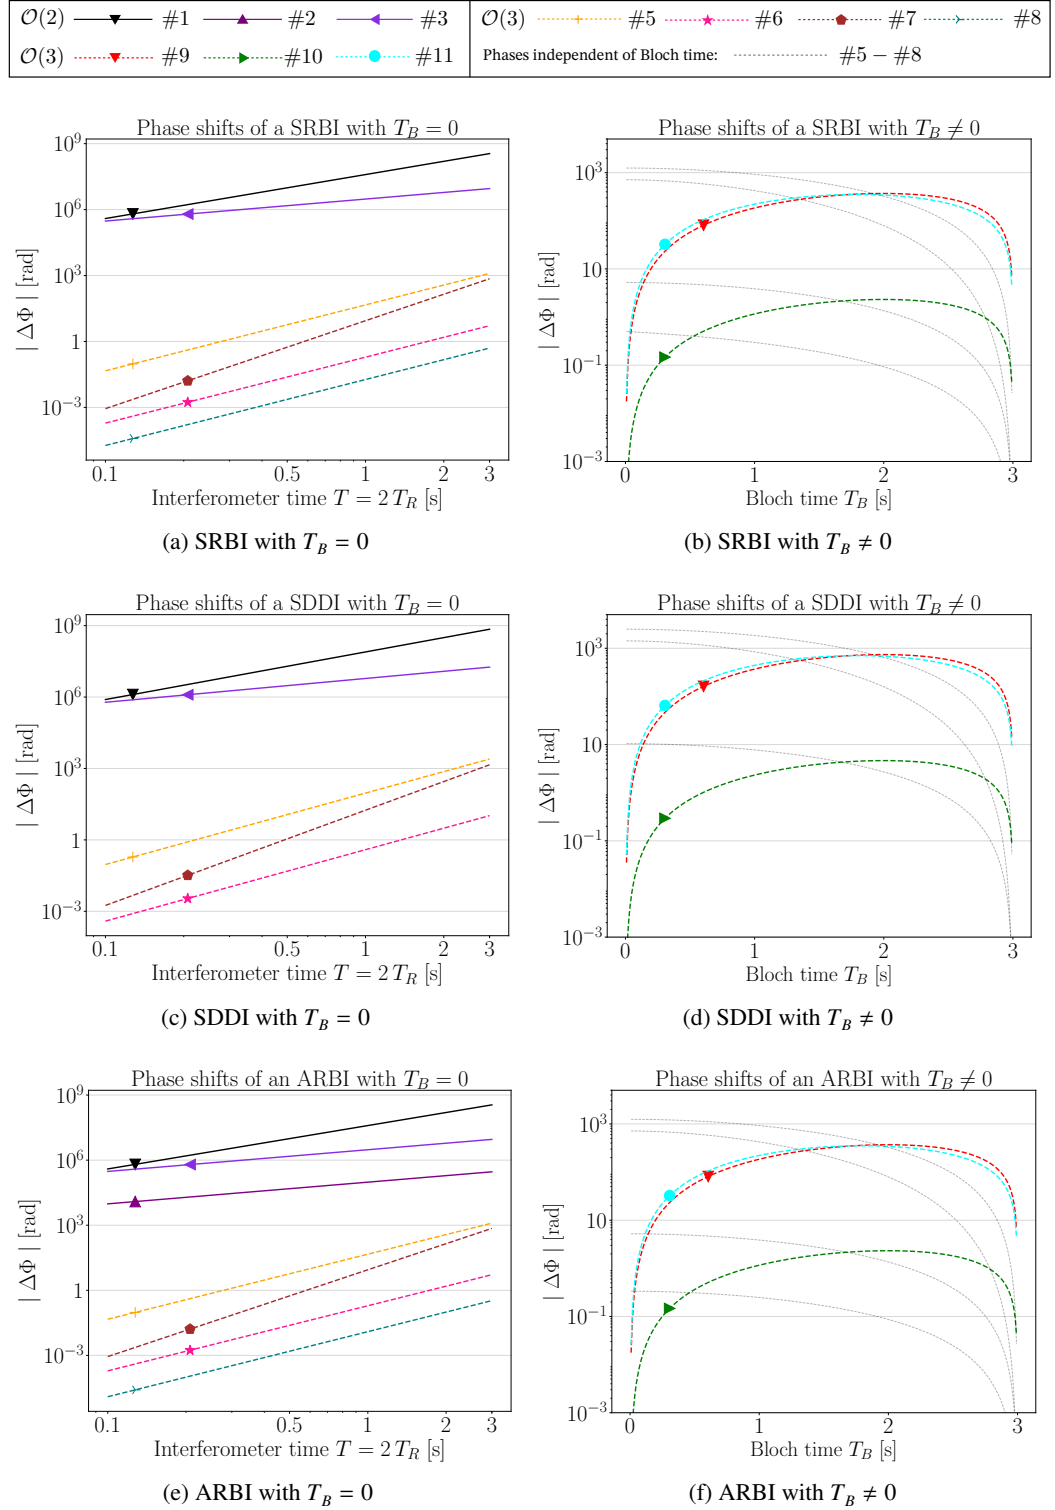 𝒪(2) #1 #2 #3
𝒪(3) #5 #6 #7 #8
𝒪(3) #9 #10 #11
Phases independent of Bloch time: #5 − #8
Phase shifts of a SRBI with T_B = 0
10^9
10^6
10^3
1
10^−3
| ΔΦ | [rad]
0.1 0.5 1 3
Interferometer time T = 2 T_R [s]
(a) SRBI with T_B = 0
Phase shifts of a SRBI with T_B ≠ 0
10^3
10
10^−1
10^−3
| ΔΦ | [rad]
0 1 2 3
Bloch time T_B [s]
(b) SRBI with T_B ≠ 0
Phase shifts of a SDDI with T_B = 0
10^9
10^6
10^3
1
10^−3
| ΔΦ | [rad]
0.1 0.5 1 3
Interferometer time T = 2 T_R [s]
(c) SDDI with T_B = 0
Phase shifts of a SDDI with T_B ≠ 0
10^3
10
10^−1
10^−3
| ΔΦ | [rad]
0 1 2 3
Bloch time T_B [s]
(d) SDDI with T_B ≠ 0
Phase shifts of an ARBI with T_B = 0
10^9
10^6
10^3
1
10^−3
| ΔΦ | [rad]
0.1 0.5 1 3
Interferometer time T = 2 T_R [s]
(e) ARBI with T_B = 0
Phase shifts of an ARBI with T_B ≠ 0
10^3
10
10^−1
10^−3
| ΔΦ | [rad]
0 1 2 3
Bloch time T_B [s]
(f) ARBI with T_B ≠ 0